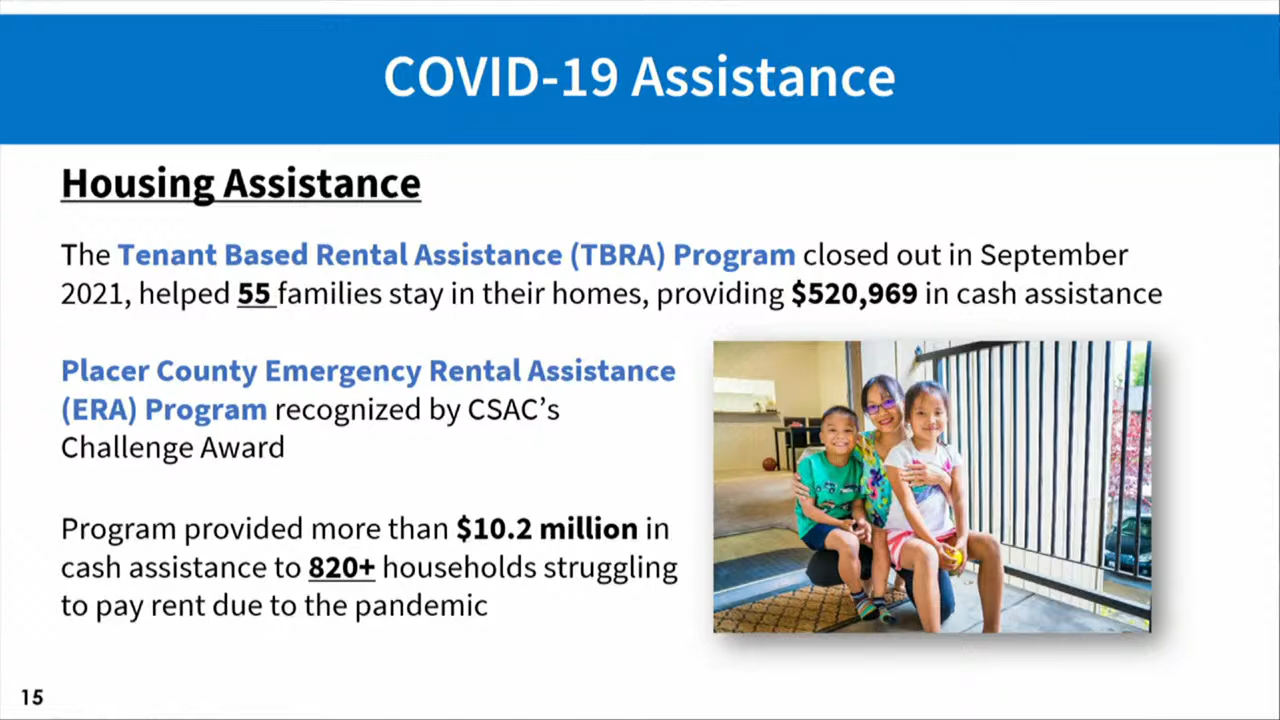 COVID-19 Assistance
Housing Assistance
The Tenant Based Rental Assistance (TBRA) Program closed out in September
2021, helped 55 families stay in their homes, providing $520,969 in cash assistance
Placer County Emergency Rental Assistance
(ERA) Program recognized by CSAC's
Challenge Award
Program provided more than $10.2 million in
cash assistance to 820+ households struggling
to pay rent due to the pandemic
15